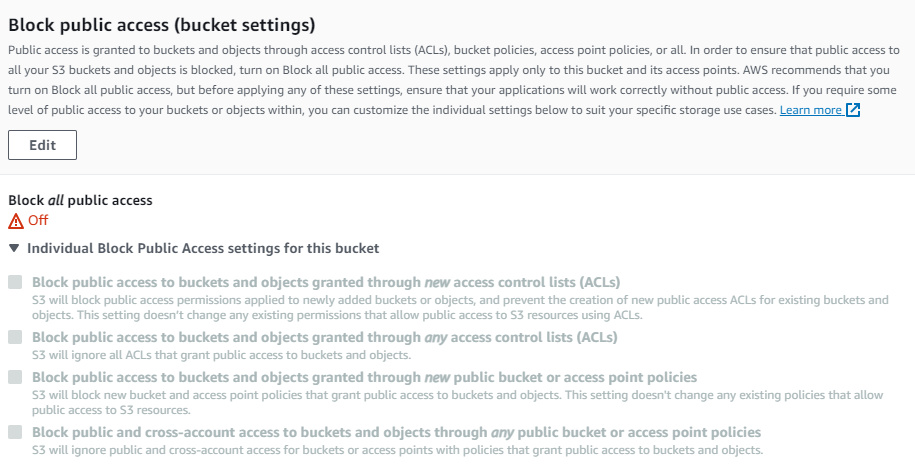 Block public access (bucket settings)
Public access is granted to buckets and objects through access control lists (ACLs), bucket policies, access point policies, or all. In order to ensure that public access to
all your S3 buckets and objects is blocked, turn on Block all public access. These settings apply only to this bucket and its access points. AWS recommends that you
turn on Block all public access, but before applying any of these settings, ensure that your applications will work correctly without public access. If you require some
level of public access to your buckets or objects within, you can customize the individual settings below to suit your specific storage use cases. Learn more
Edit
Block all public access
Off
Individual Block Public Access settings for this bucket
Block public access to buckets and objects granted through new access control lists (ACLs)
S3 will block public access permissions applied to newly added buckets or objects, and prevent the creation of new public access ACLs for existing buckets and
objects. This setting doesn't change any existing permissions that allow public access to S3 resources using ACLs.
Block public access to buckets and objects granted through any access control lists (ACLs)
S3 will ignore all ACLs that grant public access to buckets and objects.
Block public access to buckets and objects granted through new public bucket or access point policies
S3 will block new bucket and access point policies that grant public access to buckets and objects. This setting doesn't change any existing policies that allow
public access to S3 resources.
Block public and cross-account access to buckets and objects through any public bucket or access point policies
S3 will ignore public and cross-account access for buckets or access points with policies that grant public access to buckets and objects.